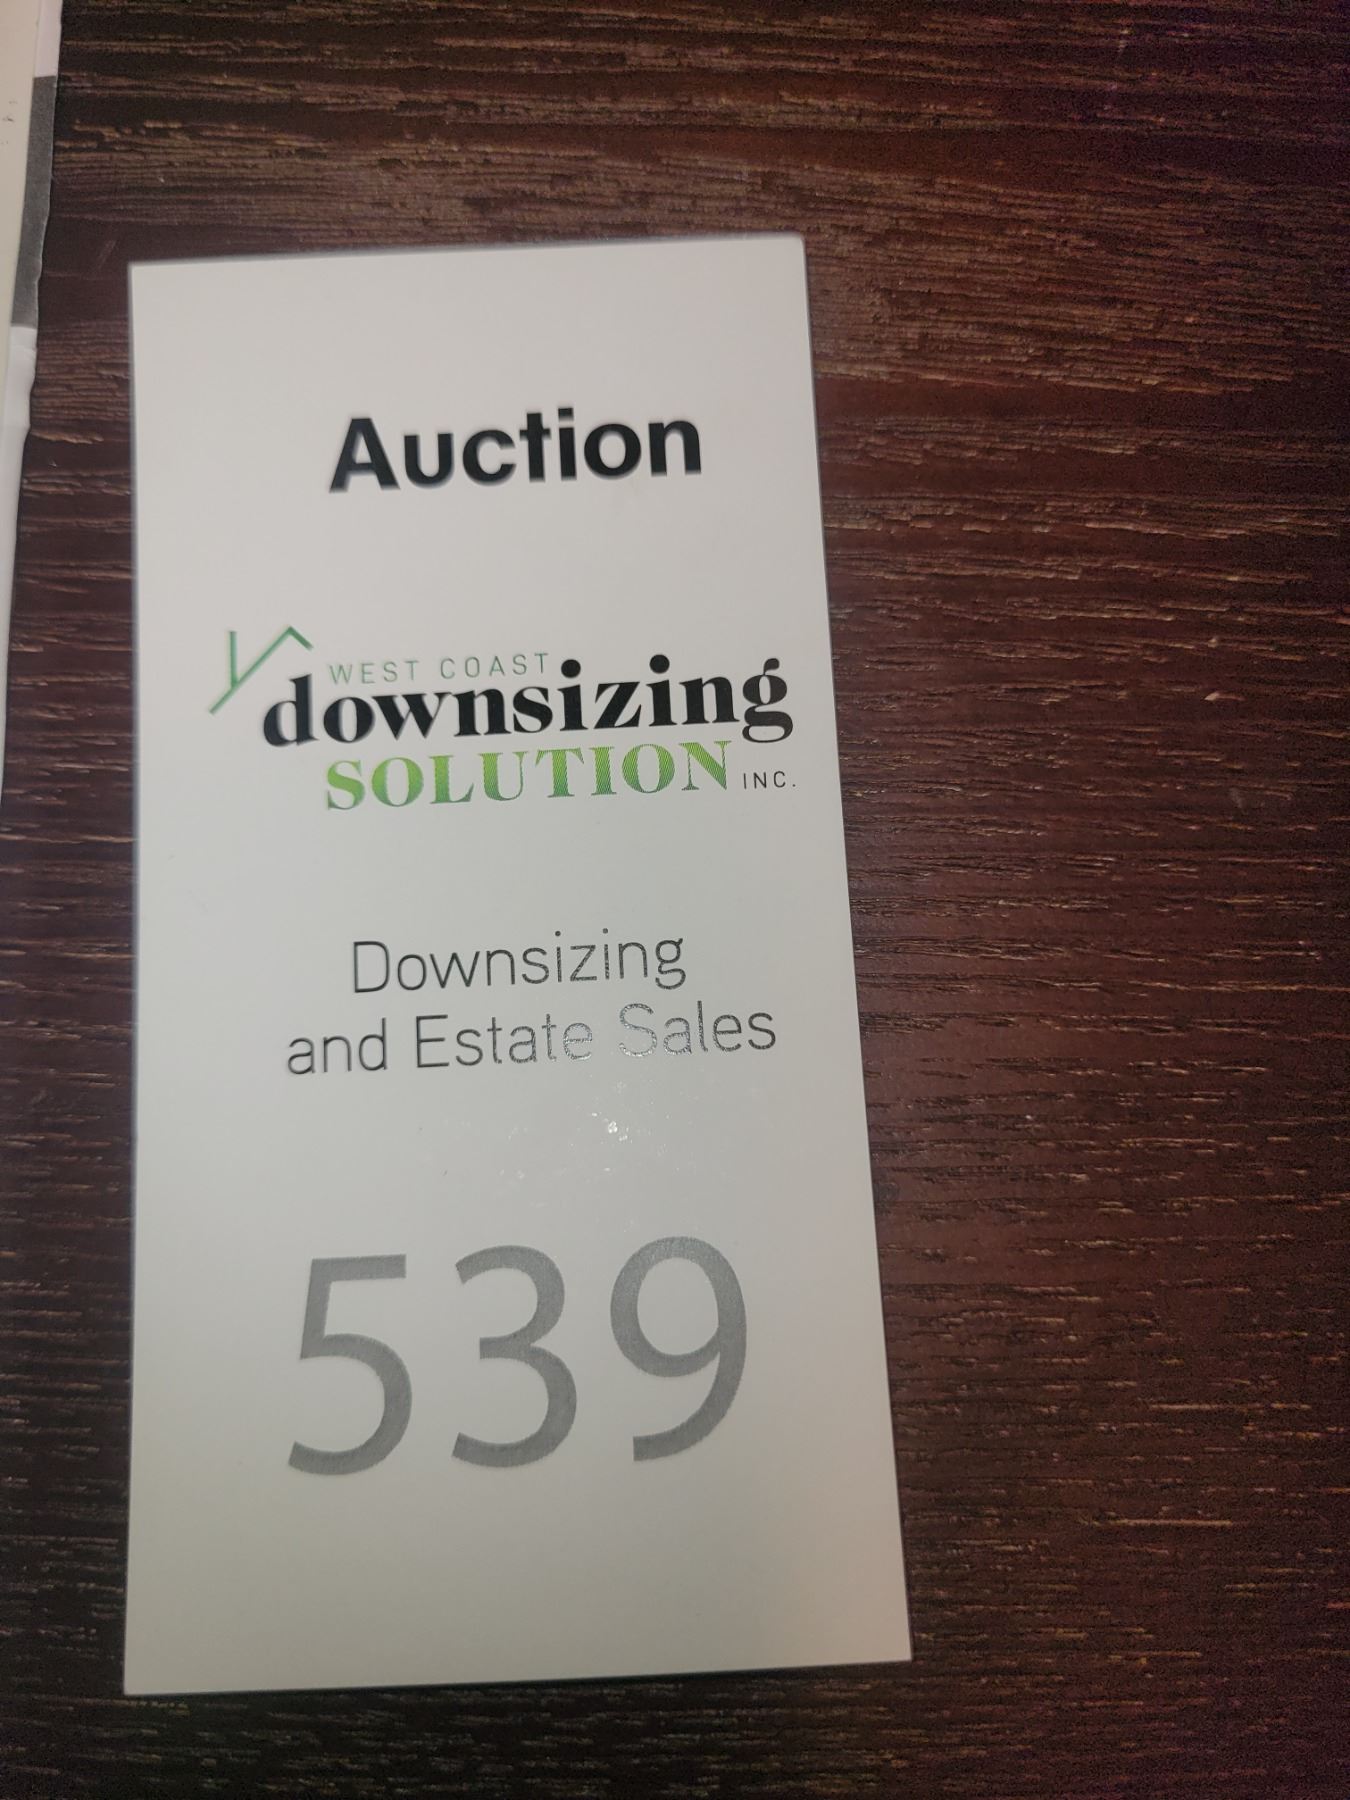 Auction
WEST COAST
downsizing
SOLUTION INC.
Downsizing
and Estate Sales
539